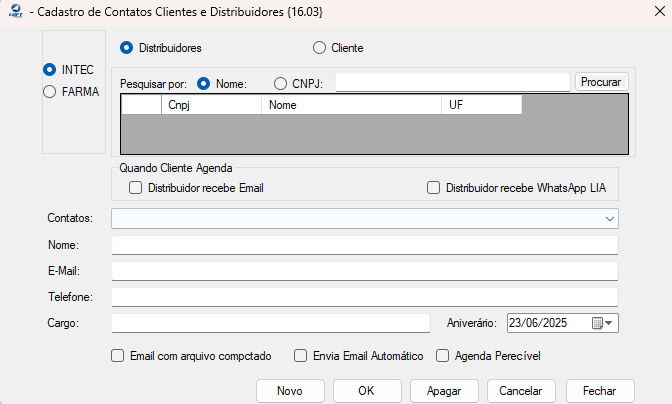 - Cadastro de Contatos Clientes e Distribuidores {16.03}
Distribuidores Cliente
INTEC
FARMA
Pesquisar por: Nome: CNPJ: Procurar
Cnpj Nome UF
Quando Cliente Agenda
Distribuidor recebe Email Distribuidor recebe WhatsApp LIA
Contatos:
Nome:
E-Mail:
Telefone:
Cargo: Aniverário: 23/06/2025
Email com arquivo compctado Envia Email Automático Agenda Perecível
Novo OK Apagar Cancelar Fechar